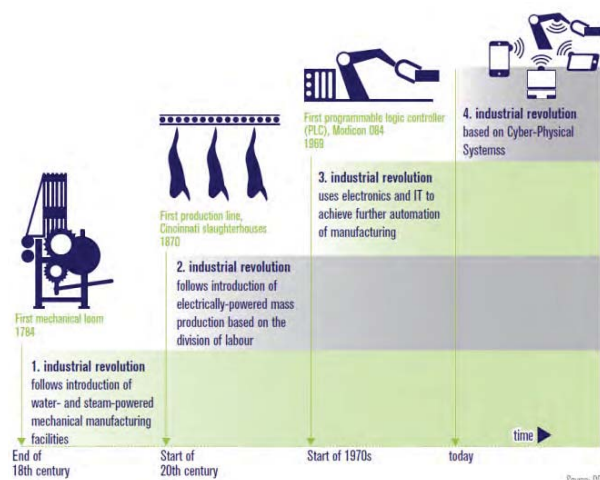 4. industrial revolution
based on Cyber-Physical
Systemss
First programmable logic controller
(PLC), Modicon 084
1969
3. industrial revolution
uses electronics and IT to
achieve further automation
of manufacturing
First production line,
Cincinnati slaughterhouses
1870
2. industrial revolution
follows introduction of
electrically-powered mass
production based on the
division of labour
First mechanical loom
1784
1. industrial revolution
follows introduction of
water- and steam-powered
mechanical manufacturing
facilities
time
End of
18th century
Start of
20th century
Start of 1970s
today